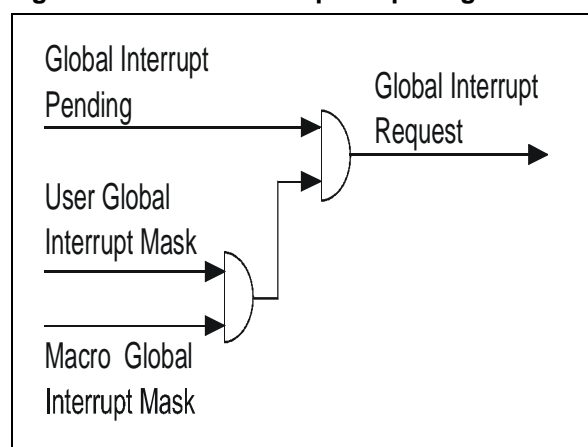 Global Interrupt
Pending
Global Interrupt
Request
User Global
Interrupt Mask
Macro Global
Interrupt Mask